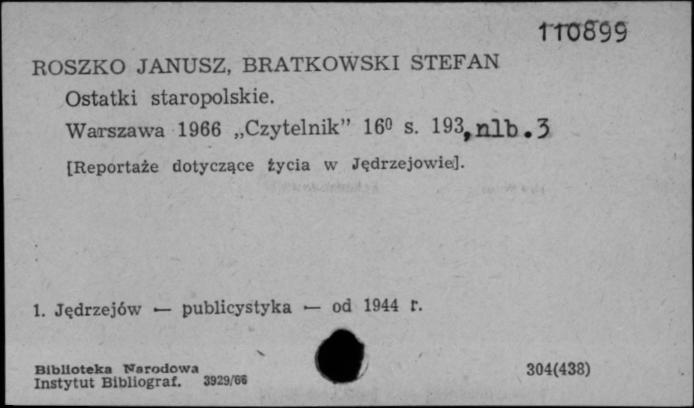 110899
ROSZKO JANUSZ, BRATKOWSKI STEFAN
Ostatki staropolskie.
Warszawa 1966 „Czytelnik” 16⁰ s. 193, nlb. 3
[Reportaże dotyczące życia w Jędrzejowie].
1. Jędrzejów — publicystyka — od 1944 r.
Biblioteka Narodowa
Instytut Bibliograf. 3929/66
304(438)